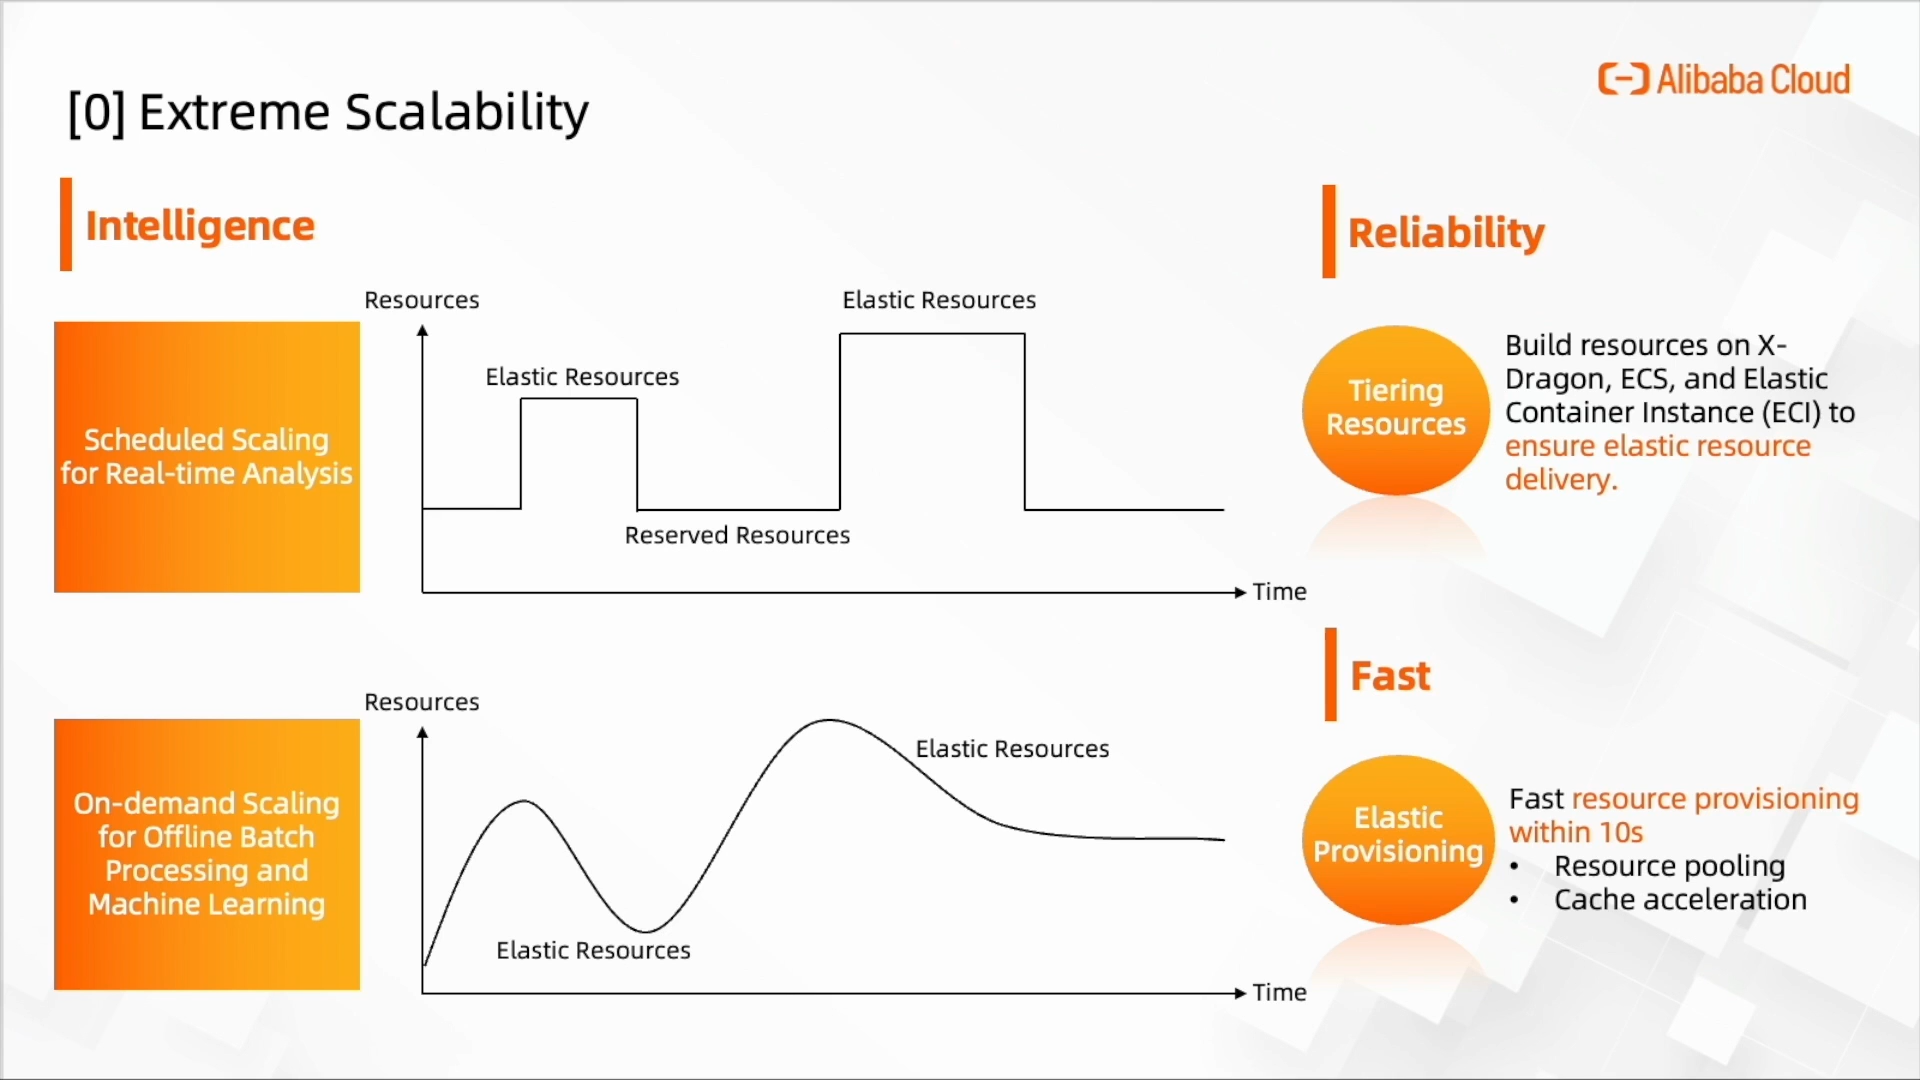 [0] Extreme Scalability
Alibaba Cloud
Intelligence
Scheduled Scaling
for Real-time Analysis
Resources
Elastic Resources
Elastic Resources
Reserved Resources
Time
On-demand Scaling
for Offline Batch
Processing and
Machine Learning
Resources
Elastic Resources
Elastic Resources
Time
Reliability
Tiering
Resources
Build resources on X-
Dragon, ECS, and Elastic
Container Instance (ECI) to
ensure elastic resource
delivery.
Fast
Elastic
Provisioning
Fast resource provisioning
within 10s
• Resource pooling
• Cache acceleration